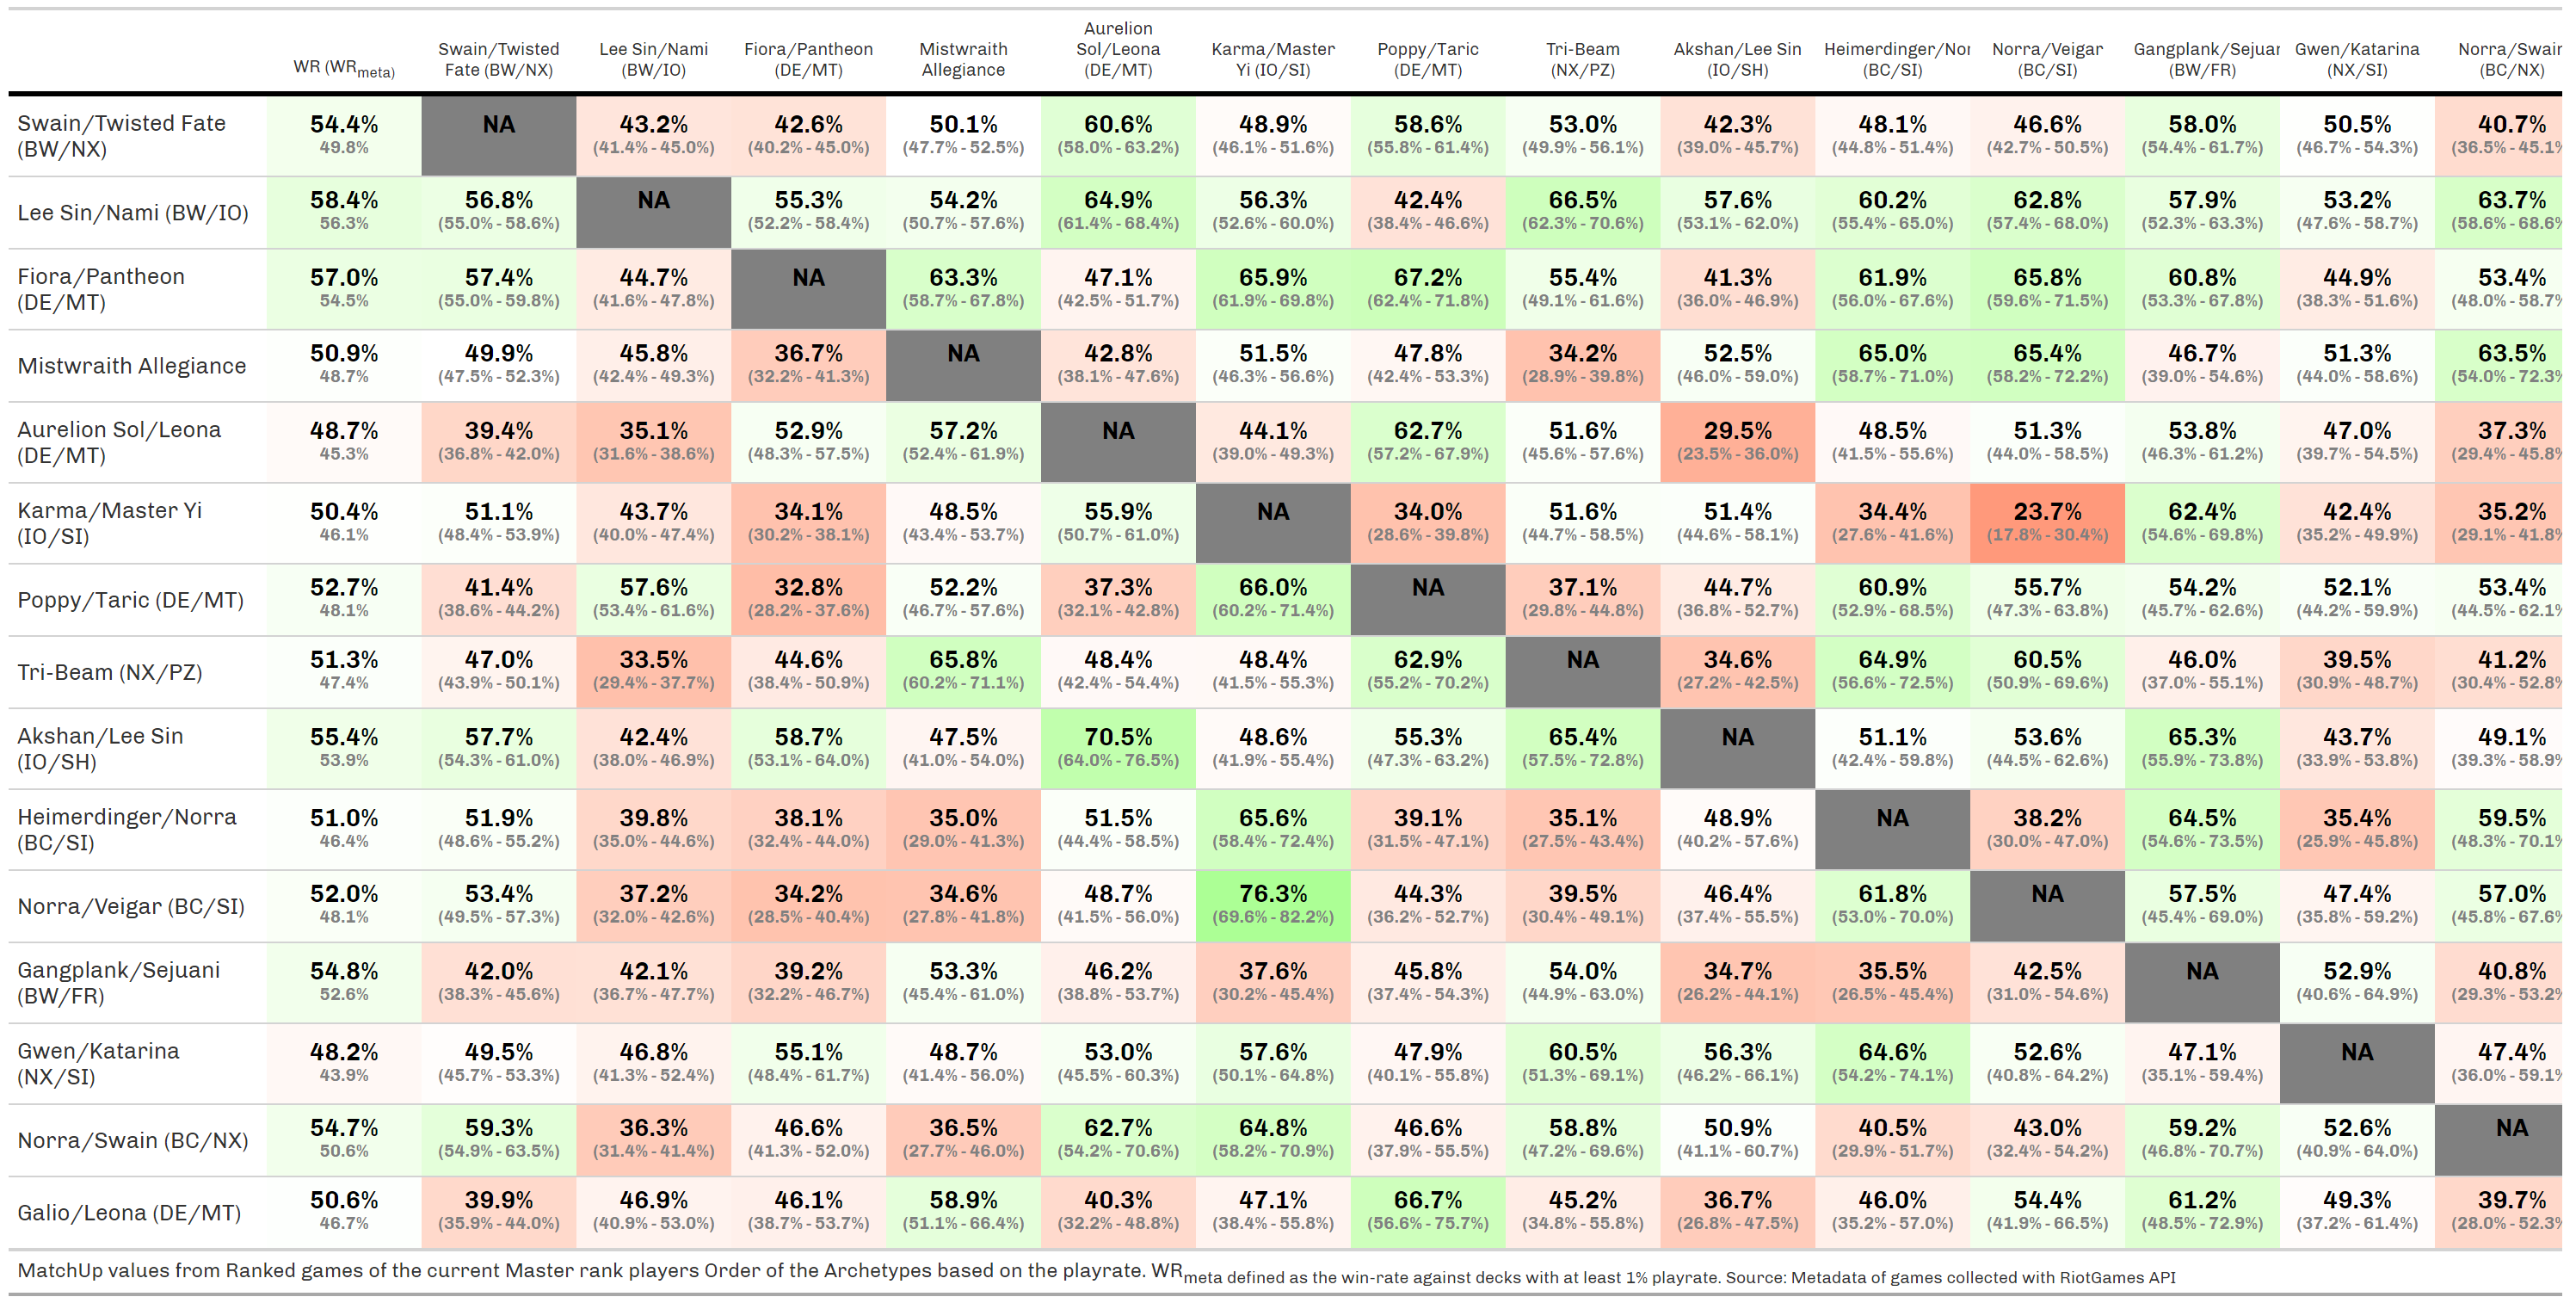 WR (WRmeta) Swain/Twisted Fate (BW/NX) Lee Sin/Nami (BW/IO) Fiora/Pantheon (DE/MT) Mistwraith Allegiance Aurelion Sol/Leona (DE/MT) Karma/Master Yi (IO/SI) Poppy/Taric (DE/MT) Tri-Beam (NX/PZ) Akshan/Lee Sin (IO/SH) Heimerdinger/Nor (BC/SI) Norra/Veigar (BC/SI) Gangplank/Sejuar (BW/FR) Gwen/Katarina (NX/SI) Norra/Swair (BC/NX)
Swain/Twisted Fate (BW/NX) 54.4% NA 43.2% 42.6% 50.1% 60.6% 48.9% 58.6% 53.0% 42.3% 48.1% 46.6% 58.0% 50.5% 40.7%
49.8% (41.4% - 45.0%) (40.2% - 45.0%) (47.7% - 52.5%) (58.0% - 63.2%) (46.1% - 51.6%) (55.8% - 61.4%) (49.9% - 56.1%) (39.0% - 45.7%) (44.8% - 51.4%) (42.7% - 50.5%) (54.4% - 61.7%) (46.7% - 54.3%) (36.5% - 45.1%
Lee Sin/Nami (BW/IO) 58.4% 56.8% NA 55.3% 54.2% 64.9% 56.3% 42.4% 66.5% 57.6% 60.2% 62.8% 57.9% 53.2% 63.7%
56.3% (55.0% - 58.6%) (52.2% - 58.4%) (50.7% - 57.6%) (61.4% - 68.4%) (52.6% - 60.0%) (38.4% - 46.6%) (62.3% - 70.6%) (53.1% - 62.0%) (55.4% - 65.0%) (57.4% - 68.0%) (52.3% - 63.3%) (47.6% - 58.7%) (58.6% - 68.6%
Fiora/Pantheon (DE/MT) 57.0% 57.4% 44.7% NA 63.3% 47.1% 65.9% 67.2% 55.4% 41.3% 61.9% 65.8% 60.8% 44.9% 53.4%
54.5% (55.0% - 59.8%) (41.6% - 47.8%) (58.7% - 67.8%) (42.5% - 51.7%) (61.9% - 69.8%) (62.4% - 71.8%) (49.1% - 61.6%) (36.0% - 46.9%) (56.0% - 67.6%) (59.6% - 71.5%) (53.3% - 67.8%) (38.3% - 51.6%) (48.0% - 58.7%
Mistwraith Allegiance 50.9% 49.9% 45.8% 36.7% NA 42.8% 51.5% 47.8% 34.2% 52.5% 65.0% 65.4% 46.7% 51.3% 63.5%
48.7% (47.5% - 52.3%) (42.4% - 49.3%) (32.2% - 41.3%) (38.1% - 47.6%) (46.3% - 56.6%) (42.4% - 53.3%) (28.9% - 39.8%) (46.0% - 59.0%) (58.7% - 71.0%) (58.2% - 72.2%) (39.0% - 54.6%) (44.0% - 58.6%) (54.0% - 72.3%
Aurelion Sol/Leona (DE/MT) 48.7% 39.4% 35.1% 52.9% 57.2% NA 44.1% 62.7% 51.6% 29.5% 48.5% 51.3% 53.8% 47.0% 37.3%
45.3% (36.8% - 42.0%) (31.6% - 38.6%) (48.3% - 57.5%) (52.4% - 61.9%) (39.0% - 49.3%) (57.2% - 67.9%) (45.6% - 57.6%) (23.5% - 36.0%) (41.5% - 55.6%) (44.0% - 58.5%) (46.3% - 61.2%) (39.7% - 54.5%) (29.4% - 45.8%
Karma/Master Yi (IO/SI) 50.4% 51.1% 43.7% 34.1% 48.5% 55.9% NA 34.0% 51.6% 51.4% 34.4% 23.7% 62.4% 42.4% 35.2%
46.1% (48.4% - 53.9%) (40.0% - 47.4%) (30.2% - 38.1%) (43.4% - 53.7%) (50.7% - 61.0%) (28.6% - 39.8%) (44.7% - 58.5%) (44.6% - 58.1%) (27.6% - 41.6%) (17.8% - 30.4%) (54.6% - 69.8%) (35.2% - 49.9%) (29.1% - 41.8%
Poppy/Taric (DE/MT) 52.7% 41.4% 57.6% 32.8% 52.2% 37.3% 66.0% NA 37.1% 44.7% 60.9% 55.7% 54.2% 52.1% 53.4%
48.1% (38.6% - 44.2%) (53.4% - 61.6%) (28.2% - 37.6%) (46.7% - 57.6%) (32.1% - 42.8%) (60.2% - 71.4%) (29.8% - 44.8%) (36.8% - 52.7%) (52.9% - 68.5%) (47.3% - 63.8%) (45.7% - 62.6%) (44.2% - 59.9%) (44.5% - 62.1%
Tri-Beam (NX/PZ) 51.3% 47.0% 33.5% 44.6% 65.8% 48.4% 48.4% 62.9% NA 34.6% 64.9% 60.5% 46.0% 39.5% 41.2%
47.4% (43.9% - 50.1%) (29.4% - 37.7%) (38.4% - 50.9%) (60.2% - 71.1%) (42.4% - 54.4%) (41.5% - 55.3%) (55.2% - 70.2%) (27.2% - 42.5%) (56.6% - 72.5%) (50.9% - 69.6%) (37.0% - 55.1%) (30.9% - 48.7%) (30.4% - 52.8%
Akshan/Lee Sin (IO/SH) 55.4% 57.7% 42.4% 58.7% 47.5% 70.5% 48.6% 55.3% 65.4% NA 51.1% 53.6% 65.3% 43.7% 49.1%
53.9% (54.3% - 61.0%) (38.0% - 46.9%) (53.1% - 64.0%) (41.0% - 54.0%) (64.0% - 76.5%) (41.9% - 55.4%) (47.3% - 63.2%) (57.5% - 72.8%) (42.4% - 59.8%) (44.5% - 62.6%) (55.9% - 73.8%) (33.9% - 53.8%) (39.3% - 58.9%
Heimerdinger/Norra (BC/SI) 51.0% 51.9% 39.8% 38.1% 35.0% 51.5% 65.6% 39.1% 35.1% 48.9% NA 38.2% 64.5% 35.4% 59.5%
46.4% (48.6% - 55.2%) (35.0% - 44.6%) (32.4% - 44.0%) (29.0% - 41.3%) (44.4% - 58.5%) (58.4% - 72.4%) (31.5% - 47.1%) (27.5% - 43.4%) (40.2% - 57.6%) (30.0% - 47.0%) (54.6% - 73.5%) (25.9% - 45.8%) (48.3% - 70.1%
Norra/Veigar (BC/SI) 52.0% 53.4% 37.2% 34.2% 34.6% 48.7% 76.3% 44.3% 39.5% 46.4% 61.8% NA 57.5% 47.4% 57.0%
48.1% (49.5% - 57.3%) (32.0% - 42.6%) (28.5% - 40.4%) (27.8% - 41.8%) (41.5% - 56.0%) (69.6% - 82.2%) (36.2% - 52.7%) (30.4% - 49.1%) (37.4% - 55.5%) (53.0% - 70.0%) (45.4% - 69.0%) (35.8% - 59.2%) (45.8% - 67.6%
Gangplank/Sejuani (BW/FR) 54.8% 42.0% 42.1% 39.2% 53.3% 46.2% 37.6% 45.8% 54.0% 34.7% 35.5% 42.5% NA 52.9% 40.8%
52.6% (38.3% - 45.6%) (36.7% - 47.7%) (32.2% - 46.7%) (45.4% - 61.0%) (38.8% - 53.7%) (30.2% - 45.4%) (37.4% - 54.3%) (44.9% - 63.0%) (26.2% - 44.1%) (26.5% - 45.4%) (31.0% - 54.6%) (40.6% - 64.9%) (29.3% - 53.2%
Gwen/Katarina (NX/SI) 48.2% 49.5% 46.8% 55.1% 48.7% 53.0% 57.6% 47.9% 60.5% 56.3% 64.6% 52.6% 47.1% NA 47.4%
43.9% (45.7% - 53.3%) (41.3% - 52.4%) (48.4% - 61.7%) (41.4% - 56.0%) (45.5% - 60.3%) (50.1% - 64.8%) (40.1% - 55.8%) (51.3% - 69.1%) (46.2% - 66.1%) (54.2% - 74.1%) (40.8% - 64.2%) (35.1% - 59.4%) (36.0% - 59.1%
Norra/Swain (BC/NX) 54.7% 59.3% 36.3% 46.6% 36.5% 62.7% 64.8% 46.6% 58.8% 50.9% 40.5% 43.0% 59.2% 52.6% NA
50.6% (54.9% - 63.5%) (31.4% - 41.4%) (41.3% - 52.0%) (27.7% - 46.0%) (54.2% - 70.6%) (58.2% - 70.9%) (37.9% - 55.5%) (47.2% - 69.6%) (41.1% - 60.7%) (29.9% - 51.7%) (32.4% - 54.2%) (46.8% - 70.7%) (40.9% - 64.0%)
Galio/Leona (DE/MT) 50.6% 39.9% 46.9% 46.1% 58.9% 40.3% 47.1% 66.7% 45.2% 36.7% 46.0% 54.4% 61.2% 49.3% 39.7%
46.7% (35.9% - 44.0%) (40.9% - 53.0%) (38.7% - 53.7%) (51.1% - 66.4%) (32.2% - 48.8%) (38.4% - 55.8%) (56.6% - 75.7%) (34.8% - 55.8%) (26.8% - 47.5%) (35.2% - 57.0%) (41.9% - 66.5%) (48.5% - 72.9%) (37.2% - 61.4%) (28.0% - 52.3%
MatchUp values from Ranked games of the current Master rank players Order of the Archetypes based on the playrate. WRmeta defined as the win-rate against decks with at least 1% playrate. Source: Metadata of games collected with RiotGames API